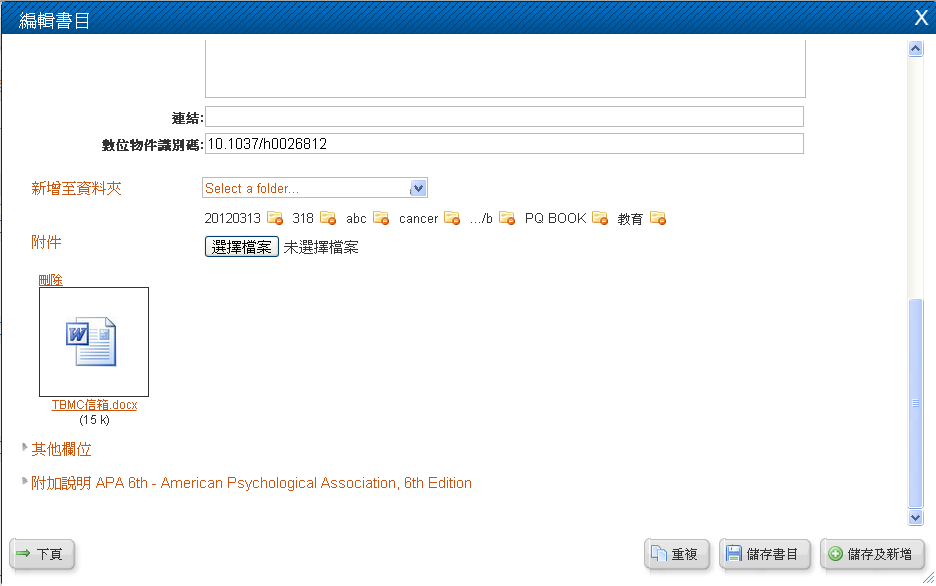 編輯書目 X
連結:
數位物件識別碼: 10.1037/h0026812
新增至資料夾 Select a folder...
20120313 318 abc cancer .../b PQ BOOK 教育
附件 選擇檔案 未選擇檔案
刪除
TBMC信箱.docx
(15 k)
其他欄位
附加說明 APA 6th - American Psychological Association, 6th Edition
下頁 重複 儲存書目 儲存及新增